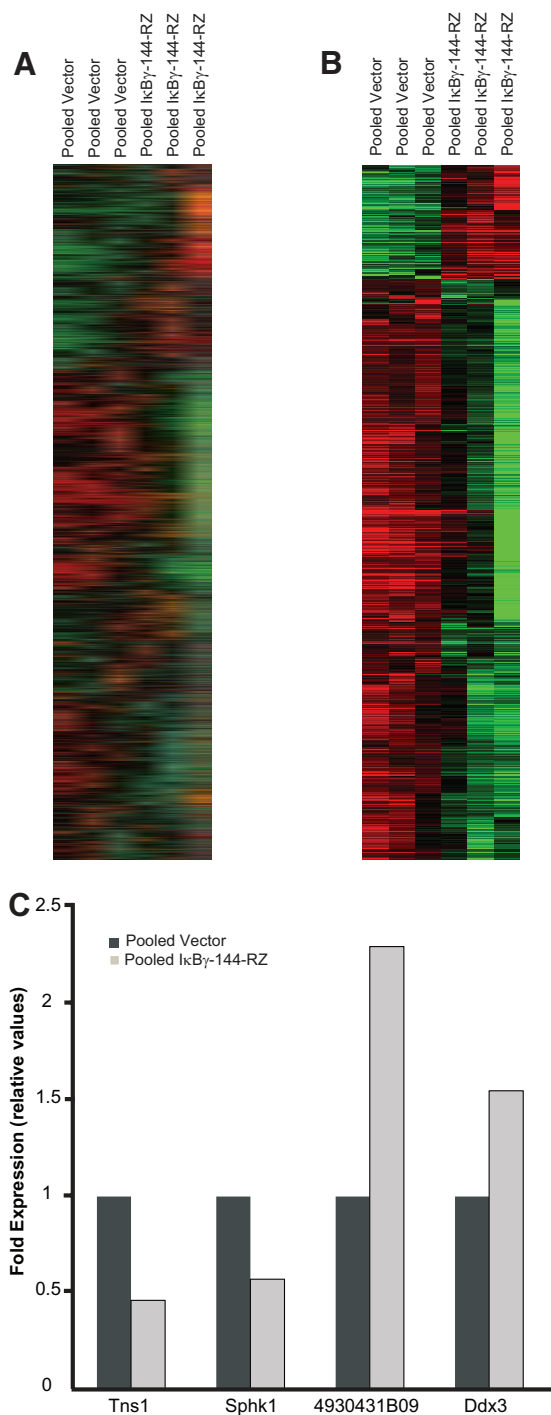 A
Pooled Vector
Pooled Vector
Pooled Vector
Pooled IκBγ-144-RZ
Pooled IκBγ-144-RZ
Pooled IκBγ-144-RZ
B
Pooled Vector
Pooled Vector
Pooled Vector
Pooled IκBγ-144-RZ
Pooled IκBγ-144-RZ
Pooled IκBγ-144-RZ
C
Fold Expression (relative values)
2.5
2
1.5
1
0.5
0
Pooled Vector
Pooled IκBγ-144-RZ
Tns1
Sphk1
4930431B09
Ddx3